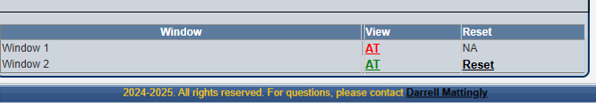 Window View Reset
Window 1 AT NA
Window 2 AT Reset
2024-2025. All rights reserved. For questions, please contact Darrell Mattingly